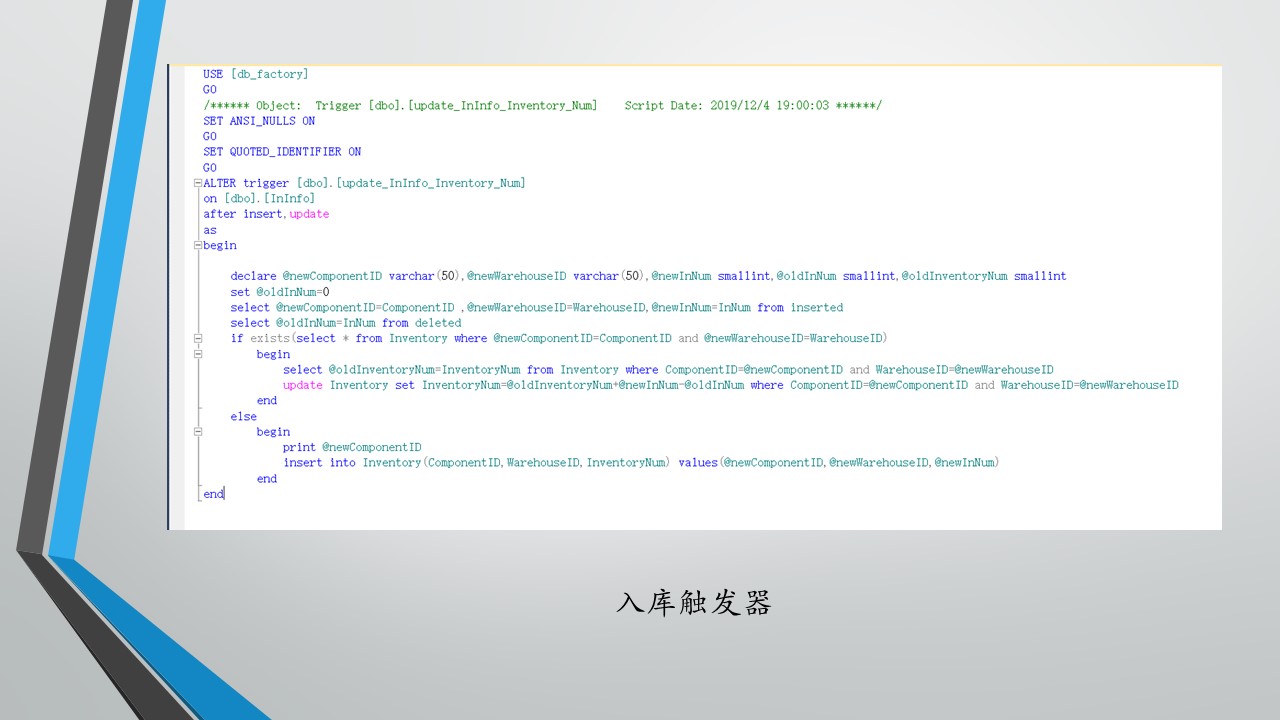 USE [db_factory]
GO
/****** Object:  Trigger [dbo].[update_InInfo_Inventory_Num]    Script Date: 2019/12/4 19:00:03 ******/
SET ANSI_NULLS ON
GO
SET QUOTED_IDENTIFIER ON
GO
ALTER trigger [dbo].[update_InInfo_Inventory_Num]
on [dbo].[InInfo]
after insert,update
as
begin
declare @newComponentID varchar(50),@newWarehouseID varchar(50),@newInNum smallint,@oldInNum smallint,@oldInventoryNum smallint
set @oldInNum=0
select @newComponentID=ComponentID ,@newWarehouseID=WarehouseID,@newInNum=InNum from inserted
select @oldInNum=InNum from deleted
if exists(select * from Inventory where @newComponentID=ComponentID and @newWarehouseID=WarehouseID)
begin
select @oldInventoryNum=InventoryNum from Inventory where ComponentID=@newComponentID and WarehouseID=@newWarehouseID
update Inventory set InventoryNum=@oldInventoryNum+@newInNum-@oldInNum where ComponentID=@newComponentID and WarehouseID=@newWarehouseID
end
else
begin
print @newComponentID
insert into Inventory(ComponentID,WarehouseID,InventoryNum) values(@newComponentID,@newWarehouseID,@newInNum)
end
end
入库触发器